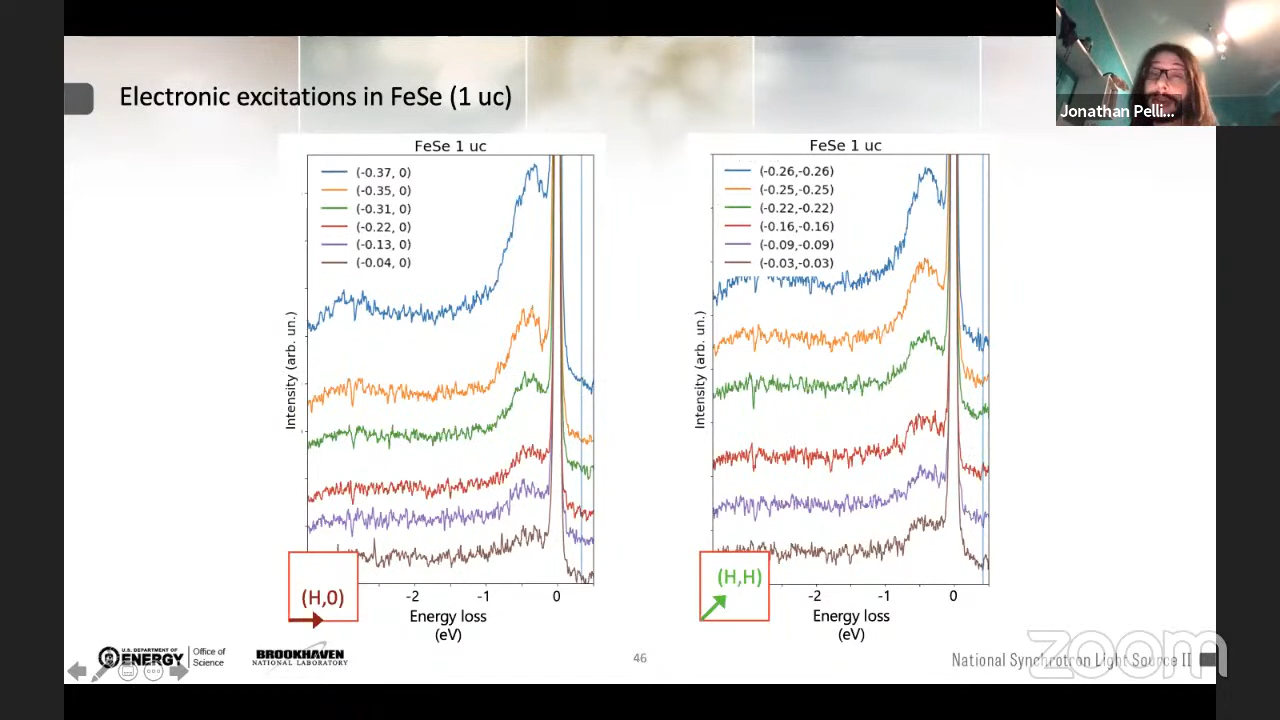 Jonathan Pelli...
Electronic excitations in FeSe (1 uc)
FeSe 1 uc
(-0.37, 0)
(-0.35, 0)
(-0.31, 0)
(-0.22, 0)
(-0.13, 0)
(-0.04, 0)
Intensity (arb. un.)
-2 -1 0
Energy loss
(eV)
(H,0)
FeSe 1 uc
(-0.26,-0.26)
(-0.25,-0.25)
(-0.22,-0.22)
(-0.16,-0.16)
(-0.09,-0.09)
(-0.03,-0.03)
Intensity (arb. un.)
-2 -1 0
Energy loss
(eV)
(H,H)
U.S. DEPARTMENT OF
ENERGY
Office of
Science
BROOKHAVEN
NATIONAL LABORATORY
46
National Synchrotron Light Source II
zoom